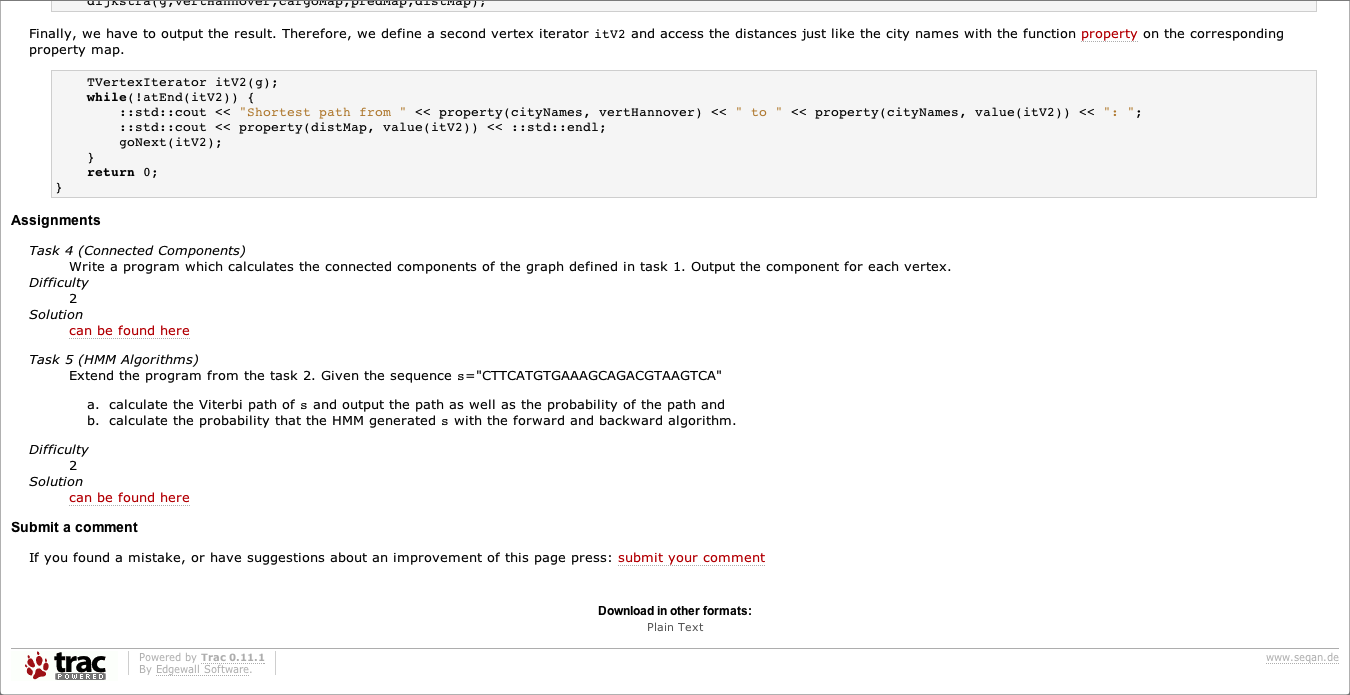 dijkstra(g,vertHannover,cargoMap,predMap,distMap);
Finally, we have to output the result. Therefore, we define a second vertex iterator itV2 and access the distances just like the city names with the function property on the corresponding
property map.
TVertexIterator itV2(g);
while(!atEnd(itV2)) {
::std::cout << "Shortest path from " << property(cityNames, vertHannover) << " to " << property(cityNames, value(itV2)) << ": ";
::std::cout << property(distMap, value(itV2)) << ::std::endl;
goNext(itV2);
}
return 0;
}
Assignments
Task 4 (Connected Components)
Write a program which calculates the connected components of the graph defined in task 1. Output the component for each vertex.
Difficulty
2
Solution
can be found here
Task 5 (HMM Algorithms)
Extend the program from the task 2. Given the sequence s="CTTCATGTGAAAGCAGACGTAAGTCA"
a. calculate the Viterbi path of s and output the path as well as the probability of the path and
b. calculate the probability that the HMM generated s with the forward and backward algorithm.
Difficulty
2
Solution
can be found here
Submit a comment
If you found a mistake, or have suggestions about an improvement of this page press: submit your comment
Download in other formats:
Plain Text
trac
POWERED
Powered by Trac 0.11.1
By Edgewall Software.
www.seqan.de